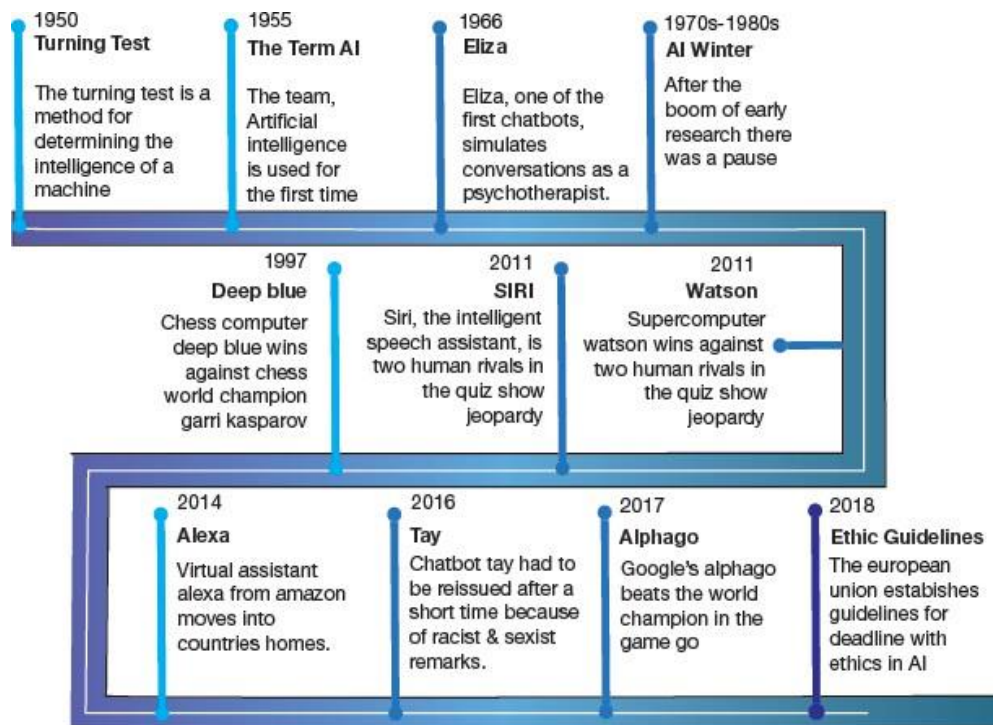 1950
Turning Test
The turning test is a
method for
determining the
intelligence of a
machine
1955
The Term AI
The team,
Artificial
intelligence
is used for
the first time
1966
Eliza
Eliza, one of the
first chatbots,
simulates
conversations as a
psychotherapist.
1970s-1980s
AI Winter
After the
boom of early
research there
was a pause
1997
Deep blue
Chess computer
deep blue wins
against chess
world champion
garri kasparov
2011
SIRI
Siri, the intelligent
speech assistant, is
two human rivals in
the quiz show
jeopardy
2011
Watson
Supercomputer
watson wins against
two human rivals in
the quiz show
jeopardy
2014
Alexa
Virtual assistant
alexa from amazon
moves into
countries homes.
2016
Tay
Chatbot tay had to
be reissued after a
short time because
of racist & sexist
remarks.
2017
Alphago
Google's alphago
beats the world
champion in the
game go
2018
Ethic Guidelines
The european
union estabishes
guidelines for
deadline with
ethics in AI